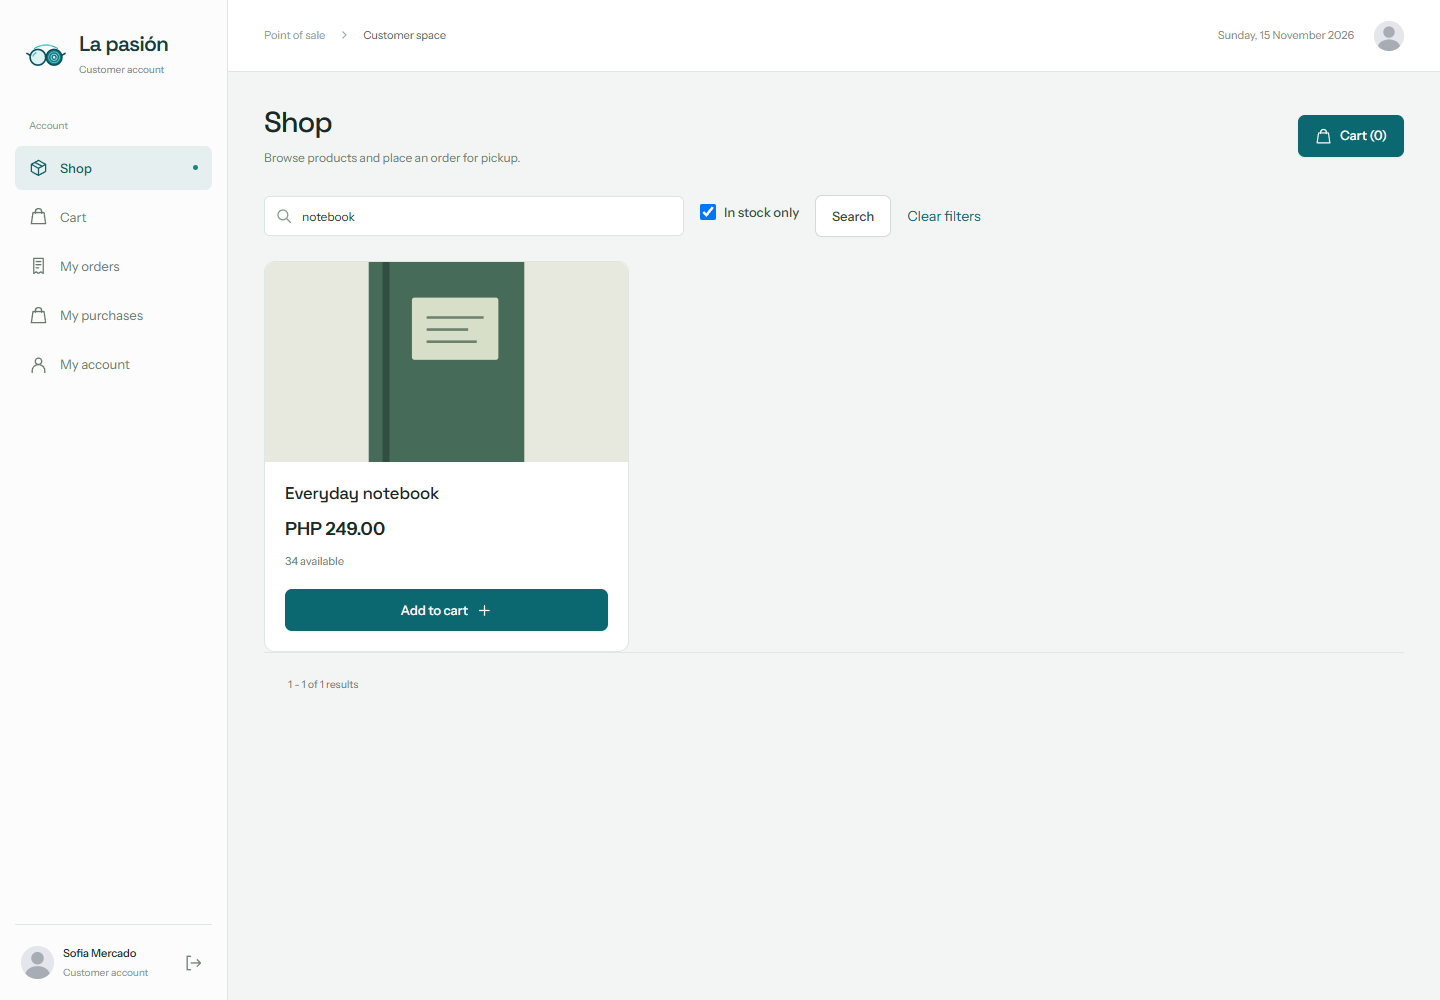 La pasión
Customer account
Account
Shop
Cart
My orders
My purchases
My account
Sofia Mercado
Customer account
Point of sale
Customer space
Sunday, 15 November 2026
Shop
Browse products and place an order for pickup.
Cart (0)
notebook
In stock only
Search
Clear filters
Everyday notebook
PHP 249.00
34 available
Add to cart
1 - 1 of 1 results